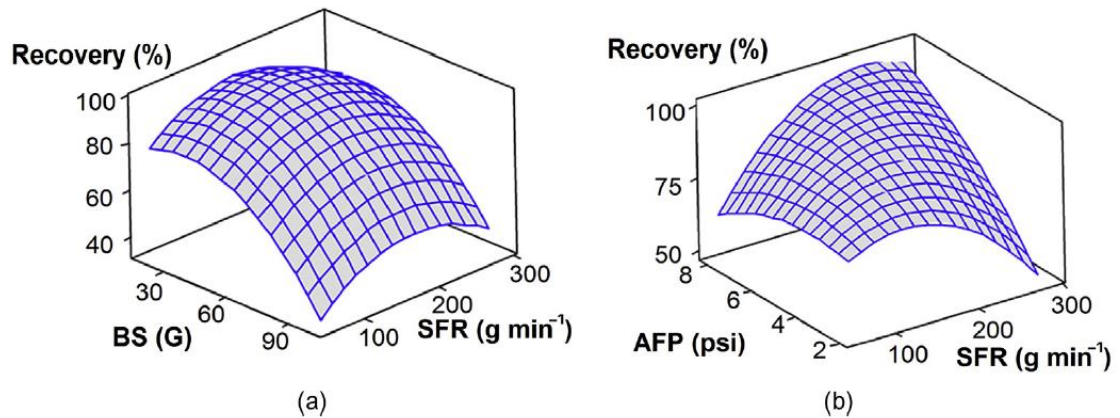 Recovery (%)
100
80
60
40
30
60
90
BS (G)
100
200
300
SFR (g min⁻¹)
(a)
Recovery (%)
100
75
50
8
6
4
2
AFP (psi)
100
200
300
SFR (g min⁻¹)
(b)